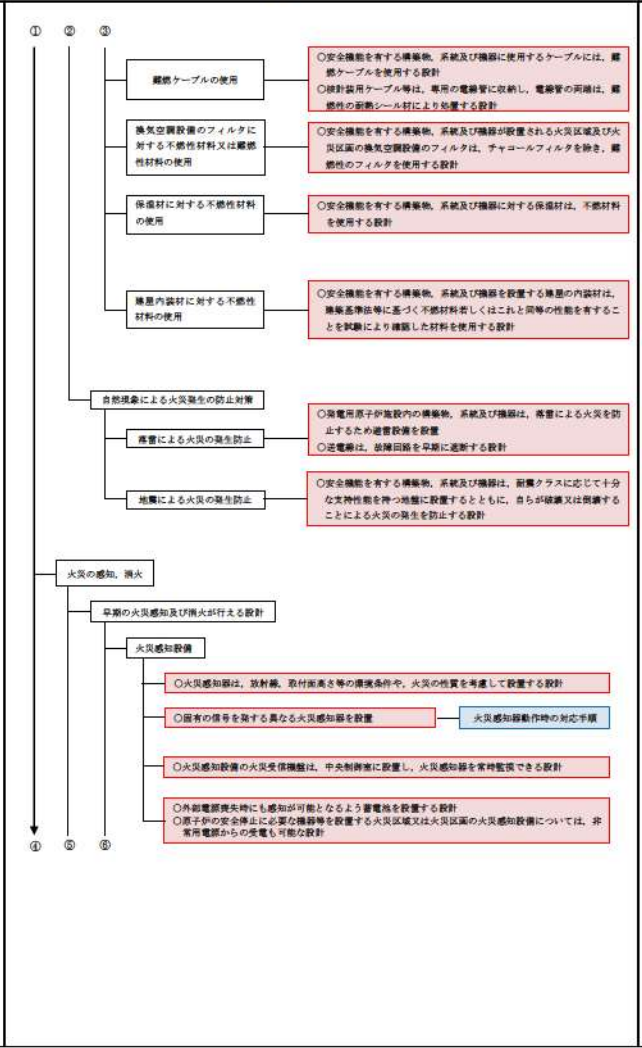 ① ② ③
難燃ケーブルの使用
○安全機能を有する構築物，系統及び機器に使用するケーブルには，難
燃ケーブルを使用する設計
○核計装用ケーブル等は，専用の電線管に収納し，電線管の両端は，難
燃性の耐熱シール材により処置する設計
換気空調設備のフィルタに
対する不燃性材料又は難燃
性材料の使用
○安全機能を有する構築物，系統及び機器が設置される火災区域及び火
災区画の換気空調設備のフィルタは，チャコールフィルタを除き，難
燃性のフィルタを使用する設計
保温材に対する不燃性材料
の使用
○安全機能を有する構築物，系統及び機器に対する保温材は，不燃材料
を使用する設計
建屋内装材に対する不燃性
材料の使用
○安全機能を有する構築物，系統及び機器を設置する建屋の内装材は，
建築基準法等に基づく不燃材料若しくはこれと同等の性能を有するこ
とを試験により確認した材料を使用する設計
自然現象による火災発生の防止対策
落雷による火災の発生防止
○発電用原子炉施設内の構築物，系統及び機器は，落雷による火災を防
止するため避雷設備を設置
○送電線は，故障回路を早期に遮断する設計
地震による火災の発生防止
○安全機能を有する構築物，系統及び機器は，耐震クラスに応じて十分
な支持性能を持つ地盤に設置するとともに，自らが破壊又は倒壊する
ことによる火災の発生を防止する設計
火災の感知，消火
早期の火災感知及び消火が行える設計
火災感知設備
○火災感知器は，放射線，取付面高さ等の環境条件や，火災の性質を考慮して設置する設計
○固有の信号を発する異なる火災感知器を設置
火災感知器動作時の対応手順
○火災感知設備の火災受信機盤は，中央制御室に設置し，火災感知器を常時監視できる設計
○外部電源喪失時にも感知が可能となるよう蓄電池を設置する設計
○原子炉の安全停止に必要な機器等を設置する火災区域又は火災区画の火災感知設備については，非
常用電源からの受電も可能な設計
④ ⑤ ⑥